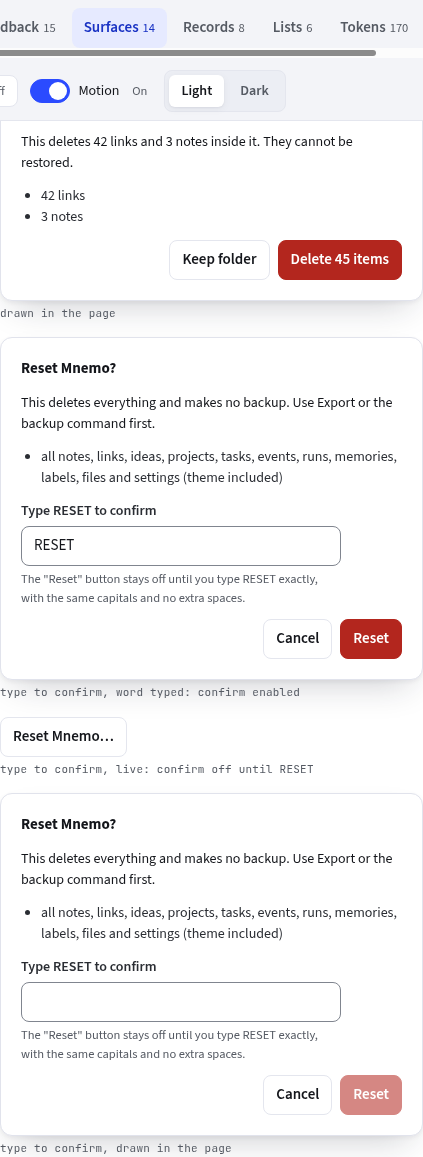 dback 15 Surfaces 14 Records 8 Lists 6 Tokens 170
ff Motion On Light Dark
This deletes 42 links and 3 notes inside it. They cannot be
restored.
42 links
3 notes
Keep folder Delete 45 items
drawn in the page
Reset Mnemo?
This deletes everything and makes no backup. Use Export or the
backup command first.
all notes, links, ideas, projects, tasks, events, runs, memories,
labels, files and settings (theme included)
Type RESET to confirm
RESET
The "Reset" button stays off until you type RESET exactly,
with the same capitals and no extra spaces.
Cancel Reset
type to confirm, word typed: confirm enabled
Reset Mnemo…
type to confirm, live: confirm off until RESET
Reset Mnemo?
This deletes everything and makes no backup. Use Export or the
backup command first.
all notes, links, ideas, projects, tasks, events, runs, memories,
labels, files and settings (theme included)
Type RESET to confirm
The "Reset" button stays off until you type RESET exactly,
with the same capitals and no extra spaces.
Cancel Reset
type to confirm, drawn in the page